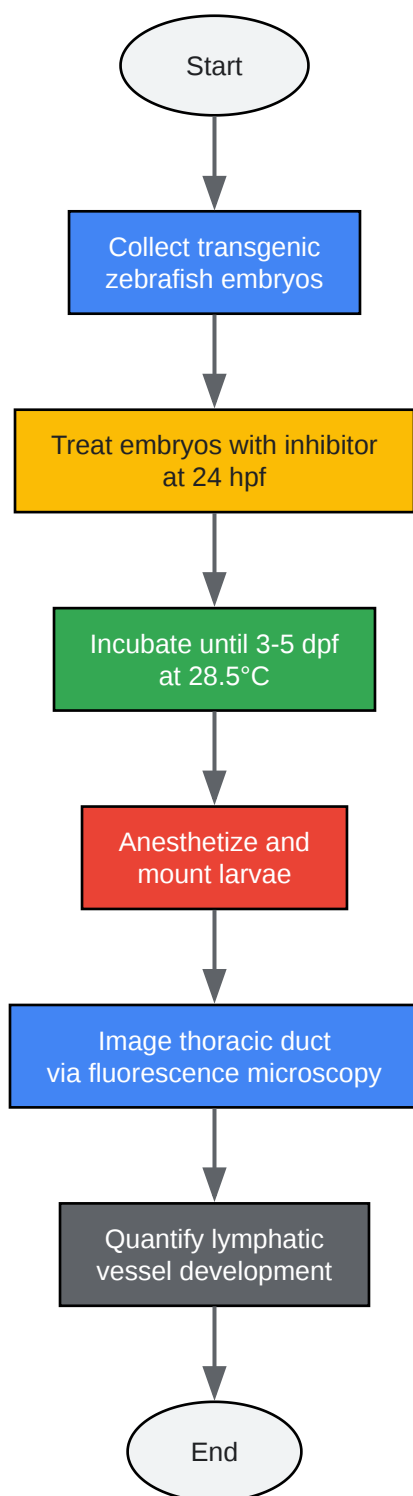 Start
Collect transgenic
zebrafish embryos
Treat embryos with inhibitor
at 24 hpf
Incubate until 3-5 dpf
at 28.5°C
Anesthetize and
mount larvae
Image thoracic duct
via fluorescence microscopy
Quantify lymphatic
vessel development
End